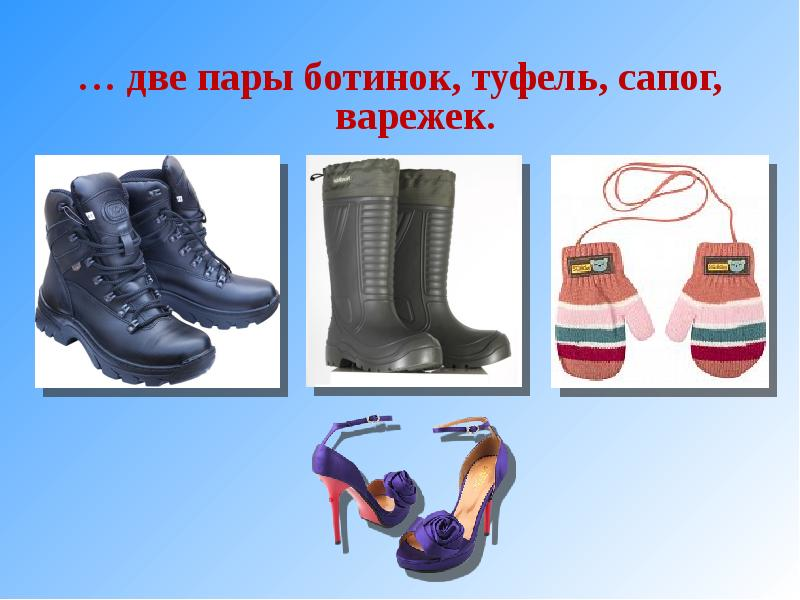 … две пары ботинок, туфель, сапог,
варежек.